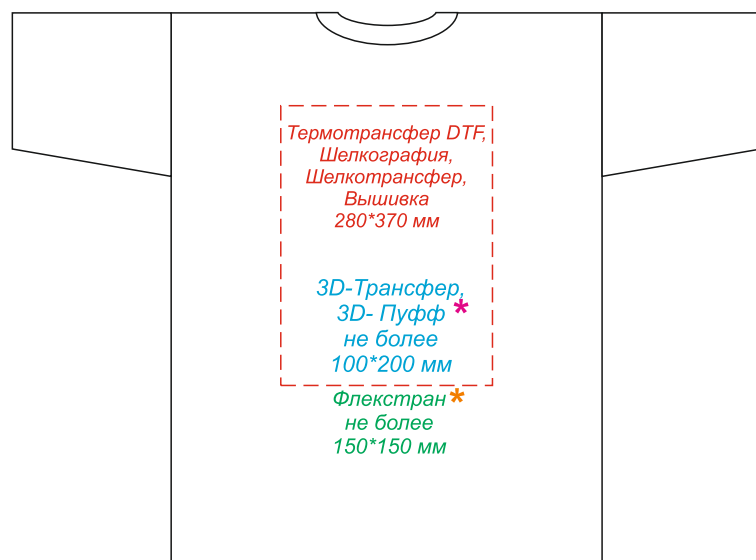 Термотрансфер DTF,
Шелкография,
Шелкотрансфер,
Вышивка
280*370 мм
3D-Трансфер,
3D- Пуфф *
не более
100*200 мм
Флекстран *
не более
150*150 мм